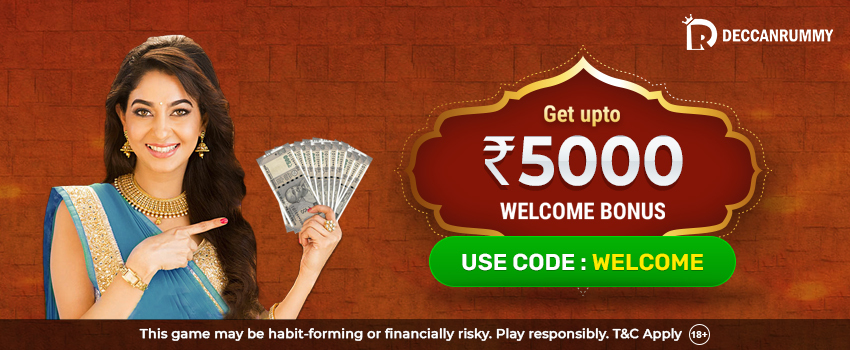 DECCANRUMMY
Get upto
₹5000
WELCOME BONUS
USE CODE : WELCOME
This game may be habit-forming or financially risky. Play responsibly. T&C Apply 18+